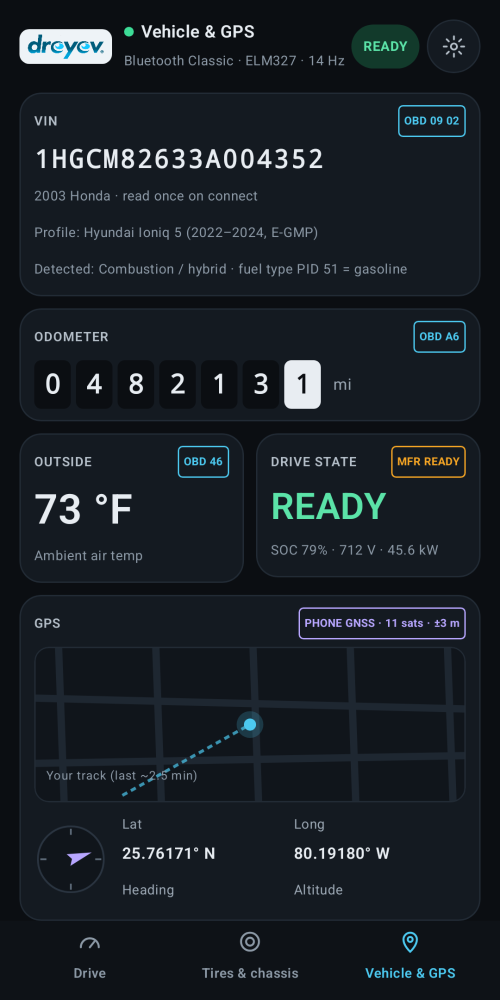 dreyev.
Vehicle & GPS
Bluetooth Classic · ELM327 · 14 Hz
READY
VIN
OBD 09 02
1HGCM82633A004352
2003 Honda · read once on connect
Profile: Hyundai Ioniq 5 (2022–2024, E-GMP)
Detected: Combustion / hybrid · fuel type PID 51 = gasoline
ODOMETER
OBD A6
0 4 8 2 1 3 1 mi
OUTSIDE
OBD 46
73 °F
Ambient air temp
DRIVE STATE
MFR READY
READY
SOC 79% · 712 V · 45.6 kW
GPS
PHONE GNSS · 11 sats · ±3 m
Your track (last ~2.5 min)
Lat
Long
25.76171° N
80.19180° W
Heading
Altitude
Drive
Tires & chassis
Vehicle & GPS